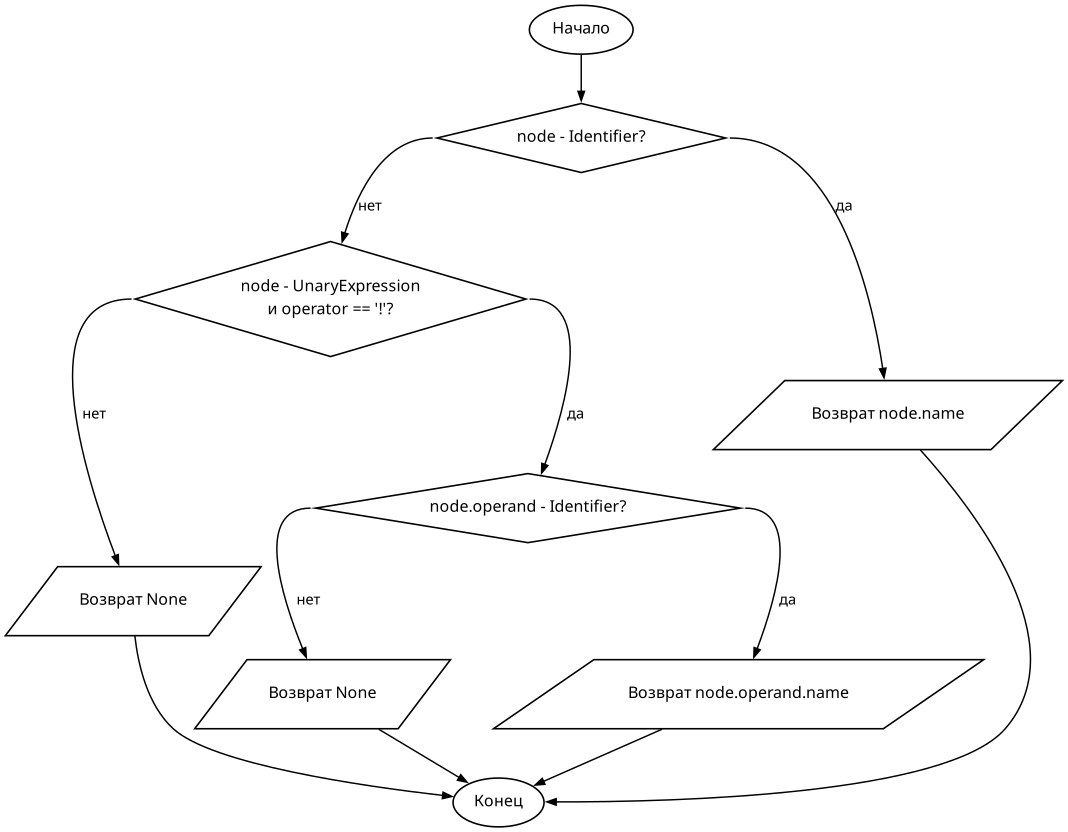 Начало
node - Identifier?
нет
да
node - UnaryExpression
и operator == '!'?
нет
да
Возврат node.name
node.operand - Identifier?
нет
да
Возврат None
Возврат None
Возврат node.operand.name
Конец